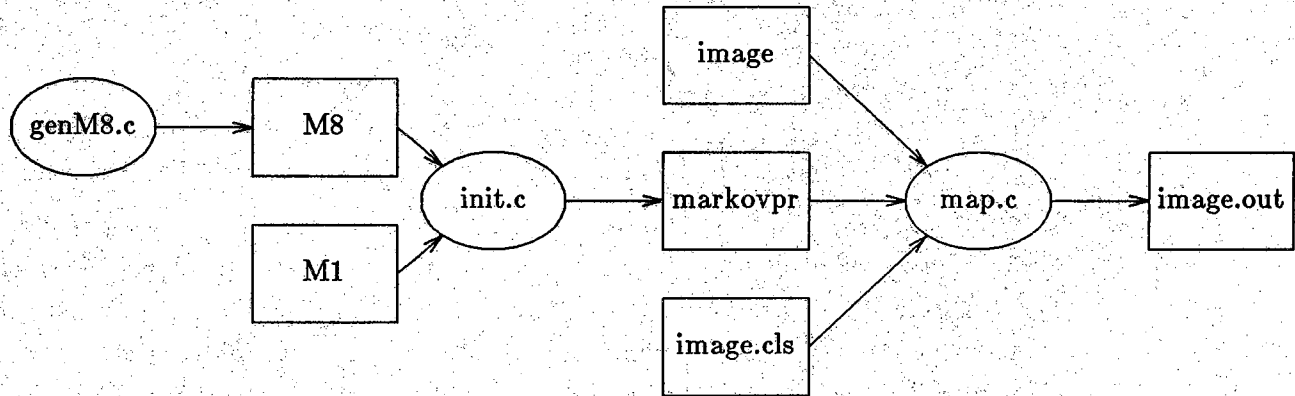 genM8.c
M8
M1
init.c
image
markovpr
image.cls
map.c
image.out